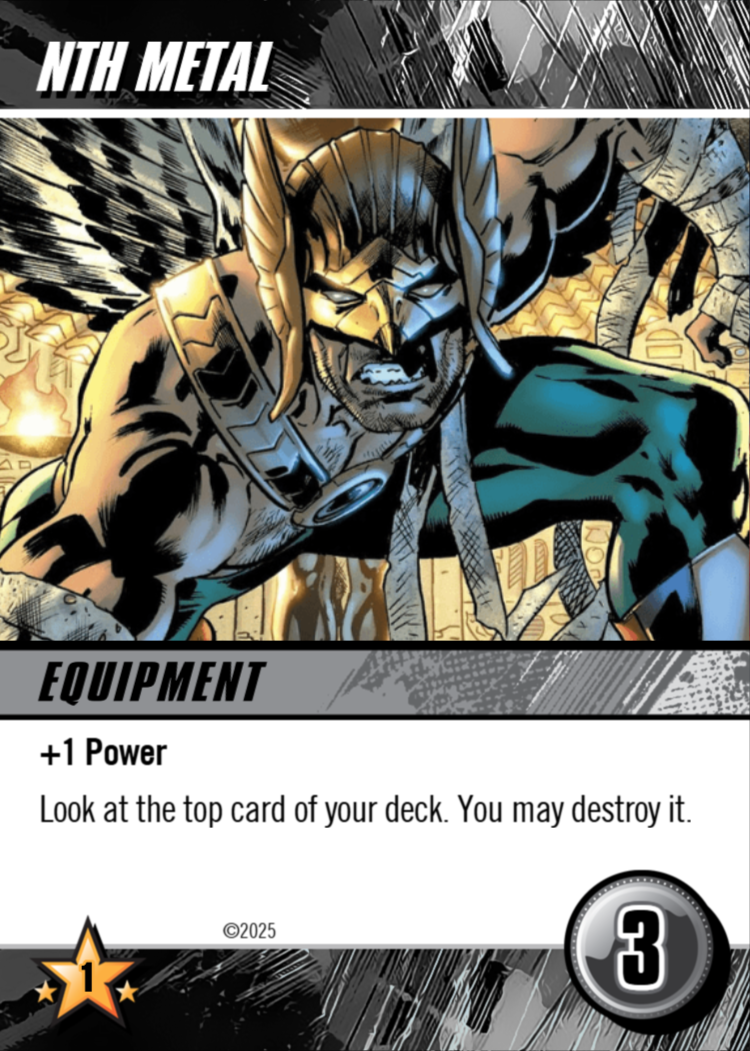 NTH METAL
EQUIPMENT
+1 Power
Look at the top card of your deck. You may destroy it.
©2025
1
3